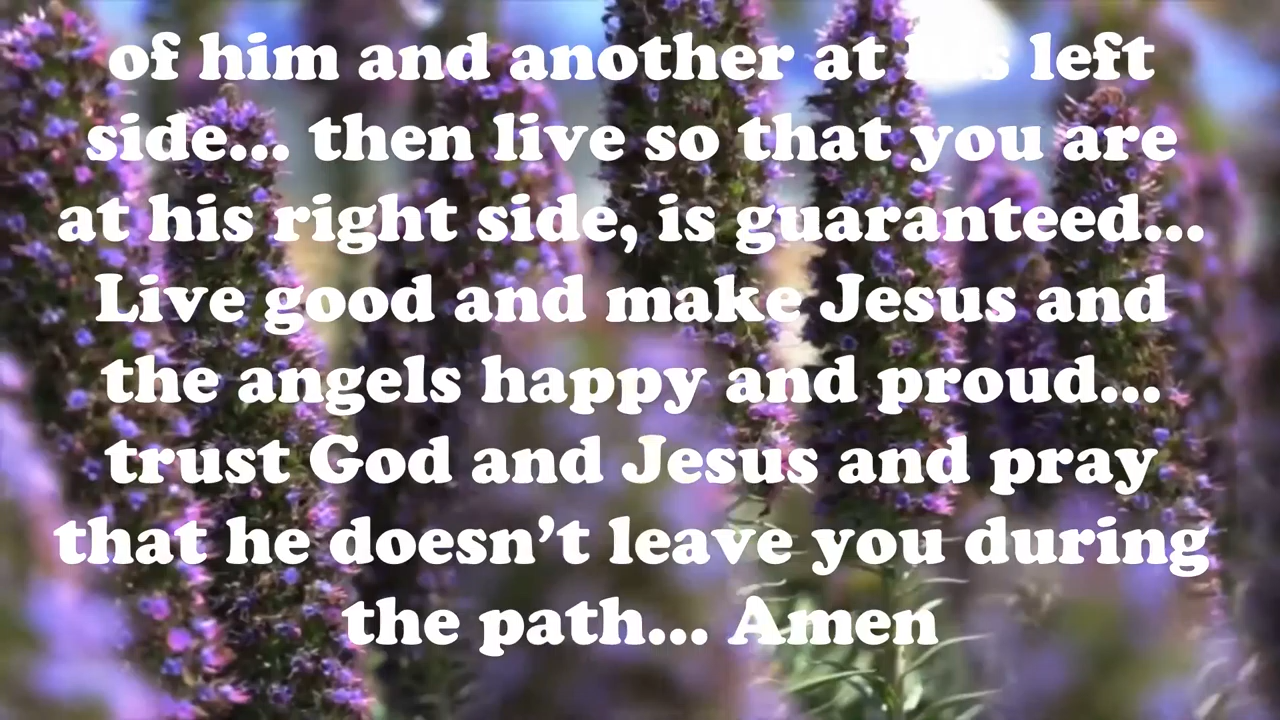 of him and another at his left
side... then live so that you are
at his right side, is guaranteed...
Live good and make Jesus and
the angels happy and proud...
trust God and Jesus and pray
that he doesn’t leave you during
the path... Amen